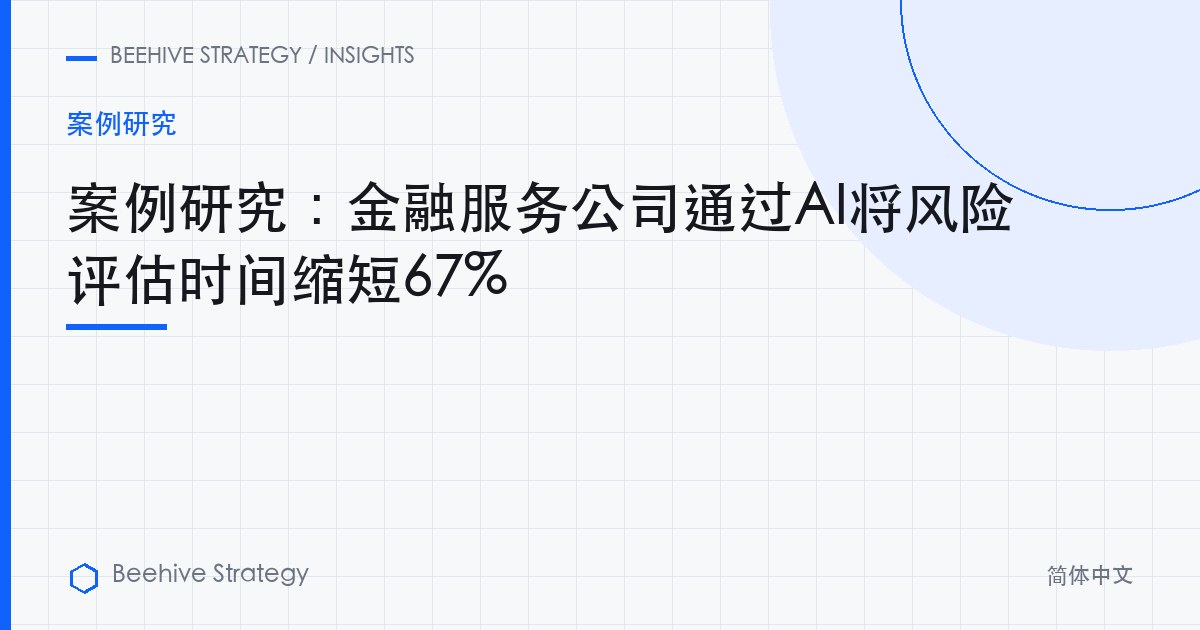 BEEHIVE STRATEGY / INSIGHTS
案例研究
案例研究：金融服务公司通过AI将风险
评估时间缩短67%
Beehive Strategy
简体中文